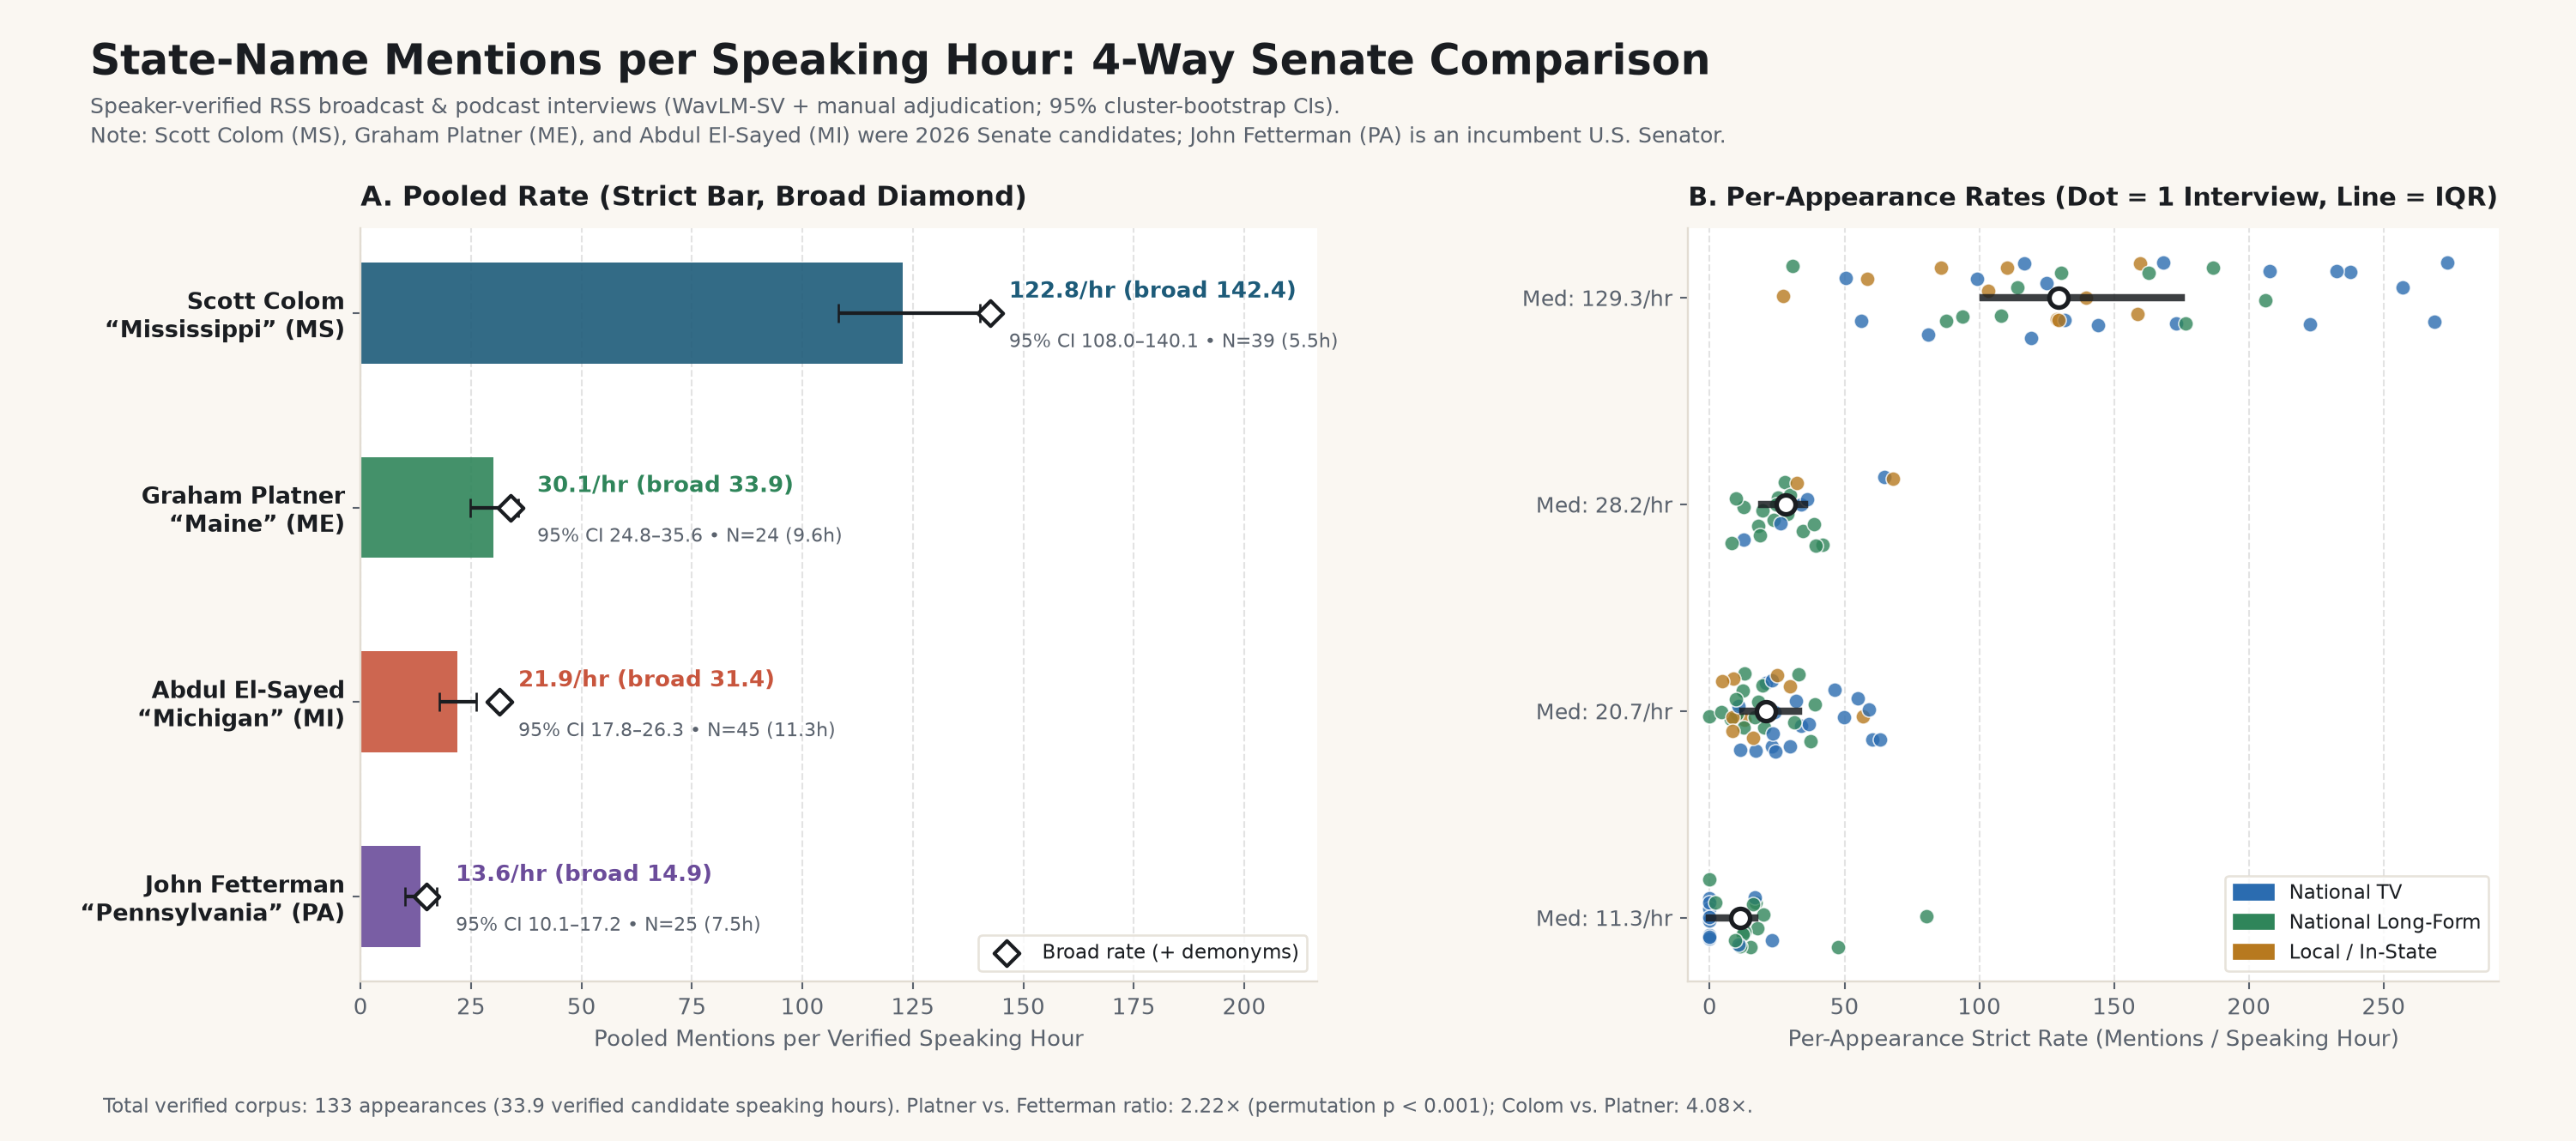 State-Name Mentions per Speaking Hour: 4-Way Senate Comparison
Speaker-verified RSS broadcast & podcast interviews (WavLM-SV + manual adjudication; 95% cluster-bootstrap CIs).
Note: Scott Colom (MS), Graham Platner (ME), and Abdul El-Sayed (MI) were 2026 Senate candidates; John Fetterman (PA) is an incumbent U.S. Senator.
A. Pooled Rate (Strict Bar, Broad Diamond)
Scott Colom
“Mississippi” (MS)
122.8/hr (broad 142.4)
95% CI 108.0–140.1 • N=39 (5.5h)
Graham Platner
“Maine” (ME)
30.1/hr (broad 33.9)
95% CI 24.8–35.6 • N=24 (9.6h)
Abdul El-Sayed
“Michigan” (MI)
21.9/hr (broad 31.4)
95% CI 17.8–26.3 • N=45 (11.3h)
John Fetterman
“Pennsylvania” (PA)
13.6/hr (broad 14.9)
95% CI 10.1–17.2 • N=25 (7.5h)
Broad rate (+ demonyms)
0 25 50 75 100 125 150 175 200
Pooled Mentions per Verified Speaking Hour
B. Per-Appearance Rates (Dot = 1 Interview, Line = IQR)
Med: 129.3/hr
Med: 28.2/hr
Med: 20.7/hr
Med: 11.3/hr
National TV
National Long-Form
Local / In-State
0 50 100 150 200 250
Per-Appearance Strict Rate (Mentions / Speaking Hour)
Total verified corpus: 133 appearances (33.9 verified candidate speaking hours). Platner vs. Fetterman ratio: 2.22× (permutation p < 0.001); Colom vs. Platner: 4.08×.